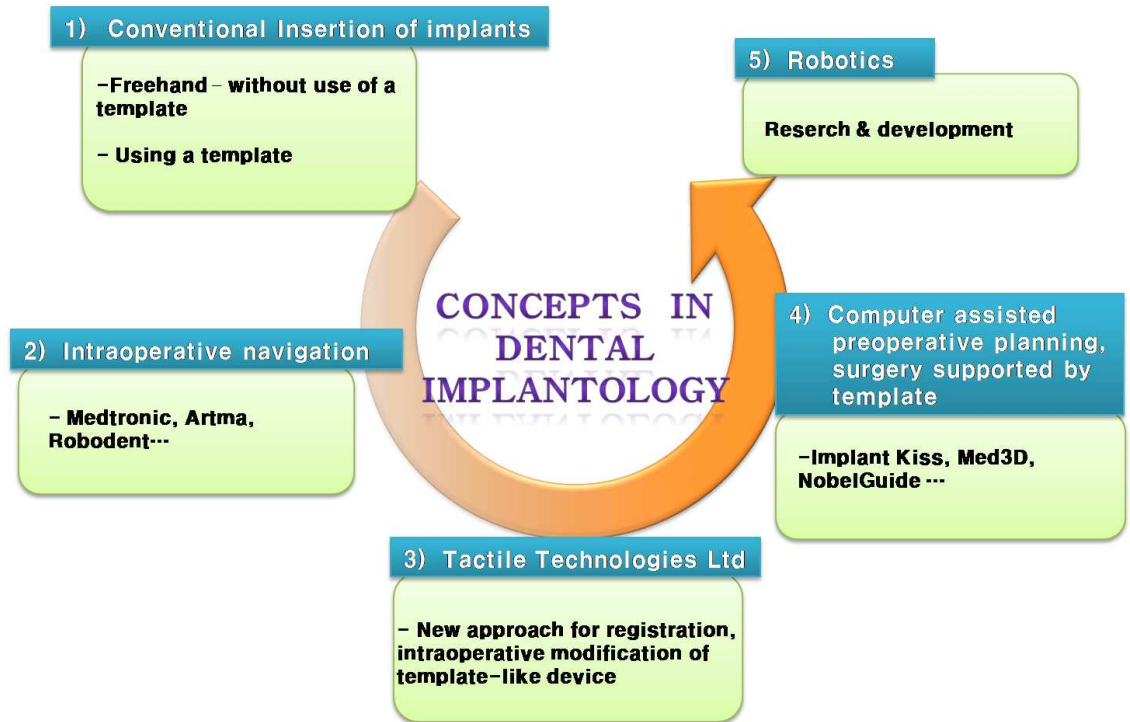 1) Conventional Insertion of implants
-Freehand – without use of a
template
- Using a template
2) Intraoperative navigation
- Medtronic, Artma,
Robodent···
3) Tactile Technologies Ltd
- New approach for registration,
intraoperative modification of
template-like device
4) Computer assisted
preoperative planning,
surgery supported by
template
-Implant Kiss, Med3D,
NobelGuide ···
5) Robotics
Reserch & development
CONCEPTS IN
DENTAL
IMPLANTOLOGY